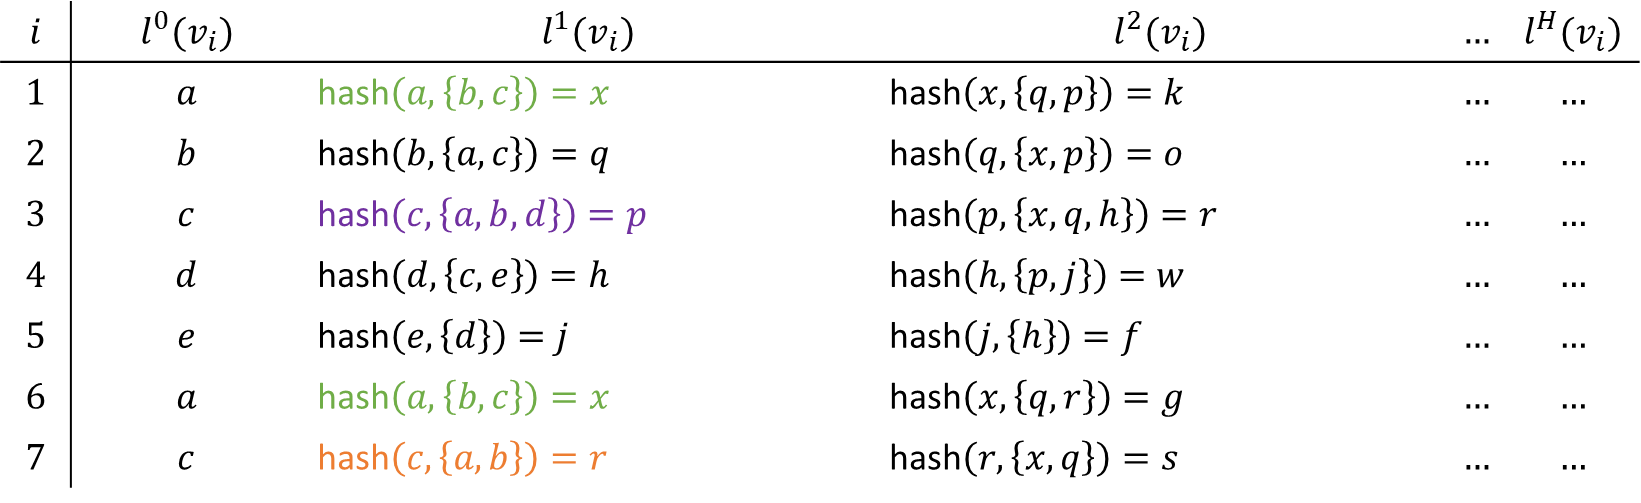 i l⁰(vᵢ) l¹(vᵢ) l²(vᵢ) ... lᴴ(vᵢ)
1 a hash(a, {b, c}) = x hash(x, {q, p}) = k ... ...
2 b hash(b, {a, c}) = q hash(q, {x, p}) = o ... ...
3 c hash(c, {a, b, d}) = p hash(p, {x, q, h}) = r ... ...
4 d hash(d, {c, e}) = h hash(h, {p, j}) = w ... ...
5 e hash(e, {d}) = j hash(j, {h}) = f ... ...
6 a hash(a, {b, c}) = x hash(x, {q, r}) = g ... ...
7 c hash(c, {a, b}) = r hash(r, {x, q}) = s ... ...